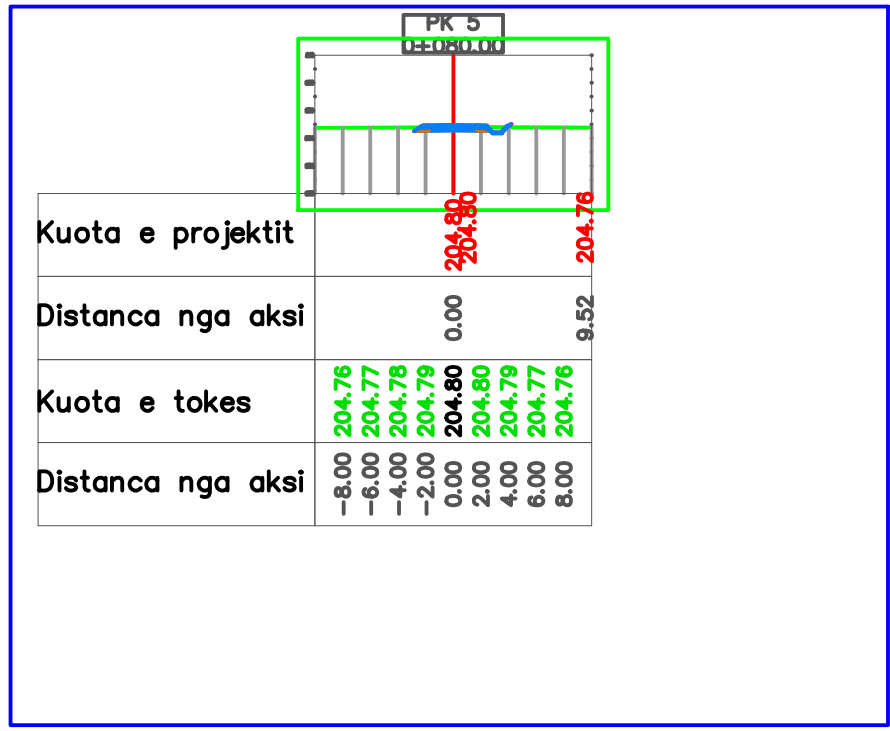 PK 5
0+080.00
Kuota e projektit 204.80 204.80 204.76
Distanca nga aksi 0.00 9.52
Kuota e tokes 204.76 204.77 204.78 204.79 204.80 204.80 204.79 204.77 204.76
Distanca nga aksi -8.00 -6.00 -4.00 -2.00 0.00 2.00 4.00 6.00 8.00